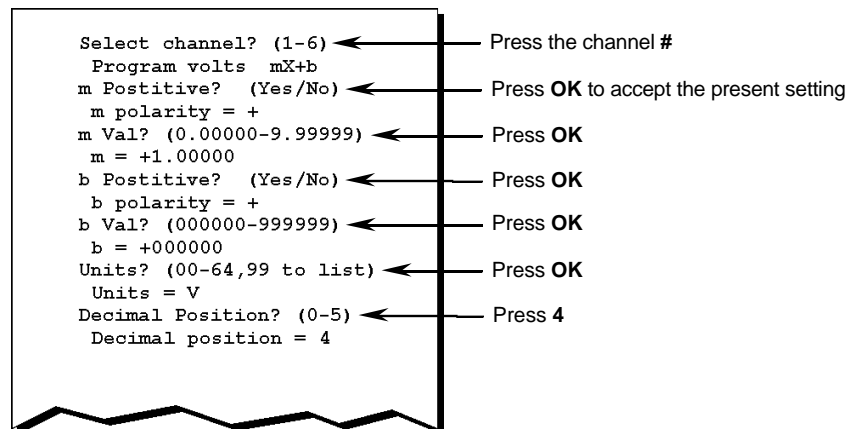 Select channel? (1-6) Press the channel #
Program volts mX+b
m Postitive? (Yes/No) Press OK to accept the present setting
m polarity = +
m Val? (0.00000-9.99999) Press OK
m = +1.00000
b Postitive? (Yes/No) Press OK
b polarity = +
b Val? (000000-999999) Press OK
b = +000000
Units? (00-64,99 to list) Press OK
Units = V
Decimal Position? (0-5) Press 4
Decimal position = 4